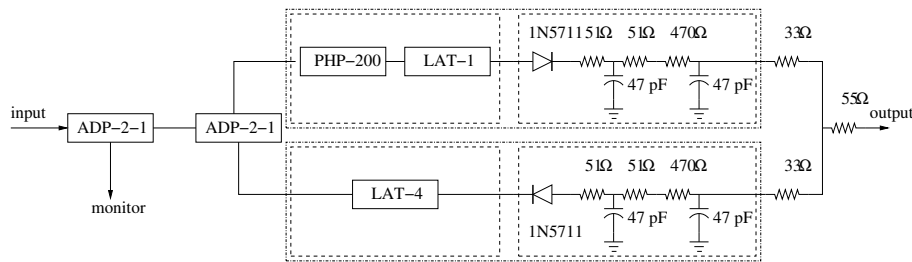 1N5711 51Ω 51Ω 470Ω 33Ω
PHP−200 LAT−1
47 pF 47 pF
input ADP−2−1 ADP−2−1 55Ω output
monitor
51Ω 51Ω 470Ω 33Ω
LAT−4
1N5711 47 pF 47 pF